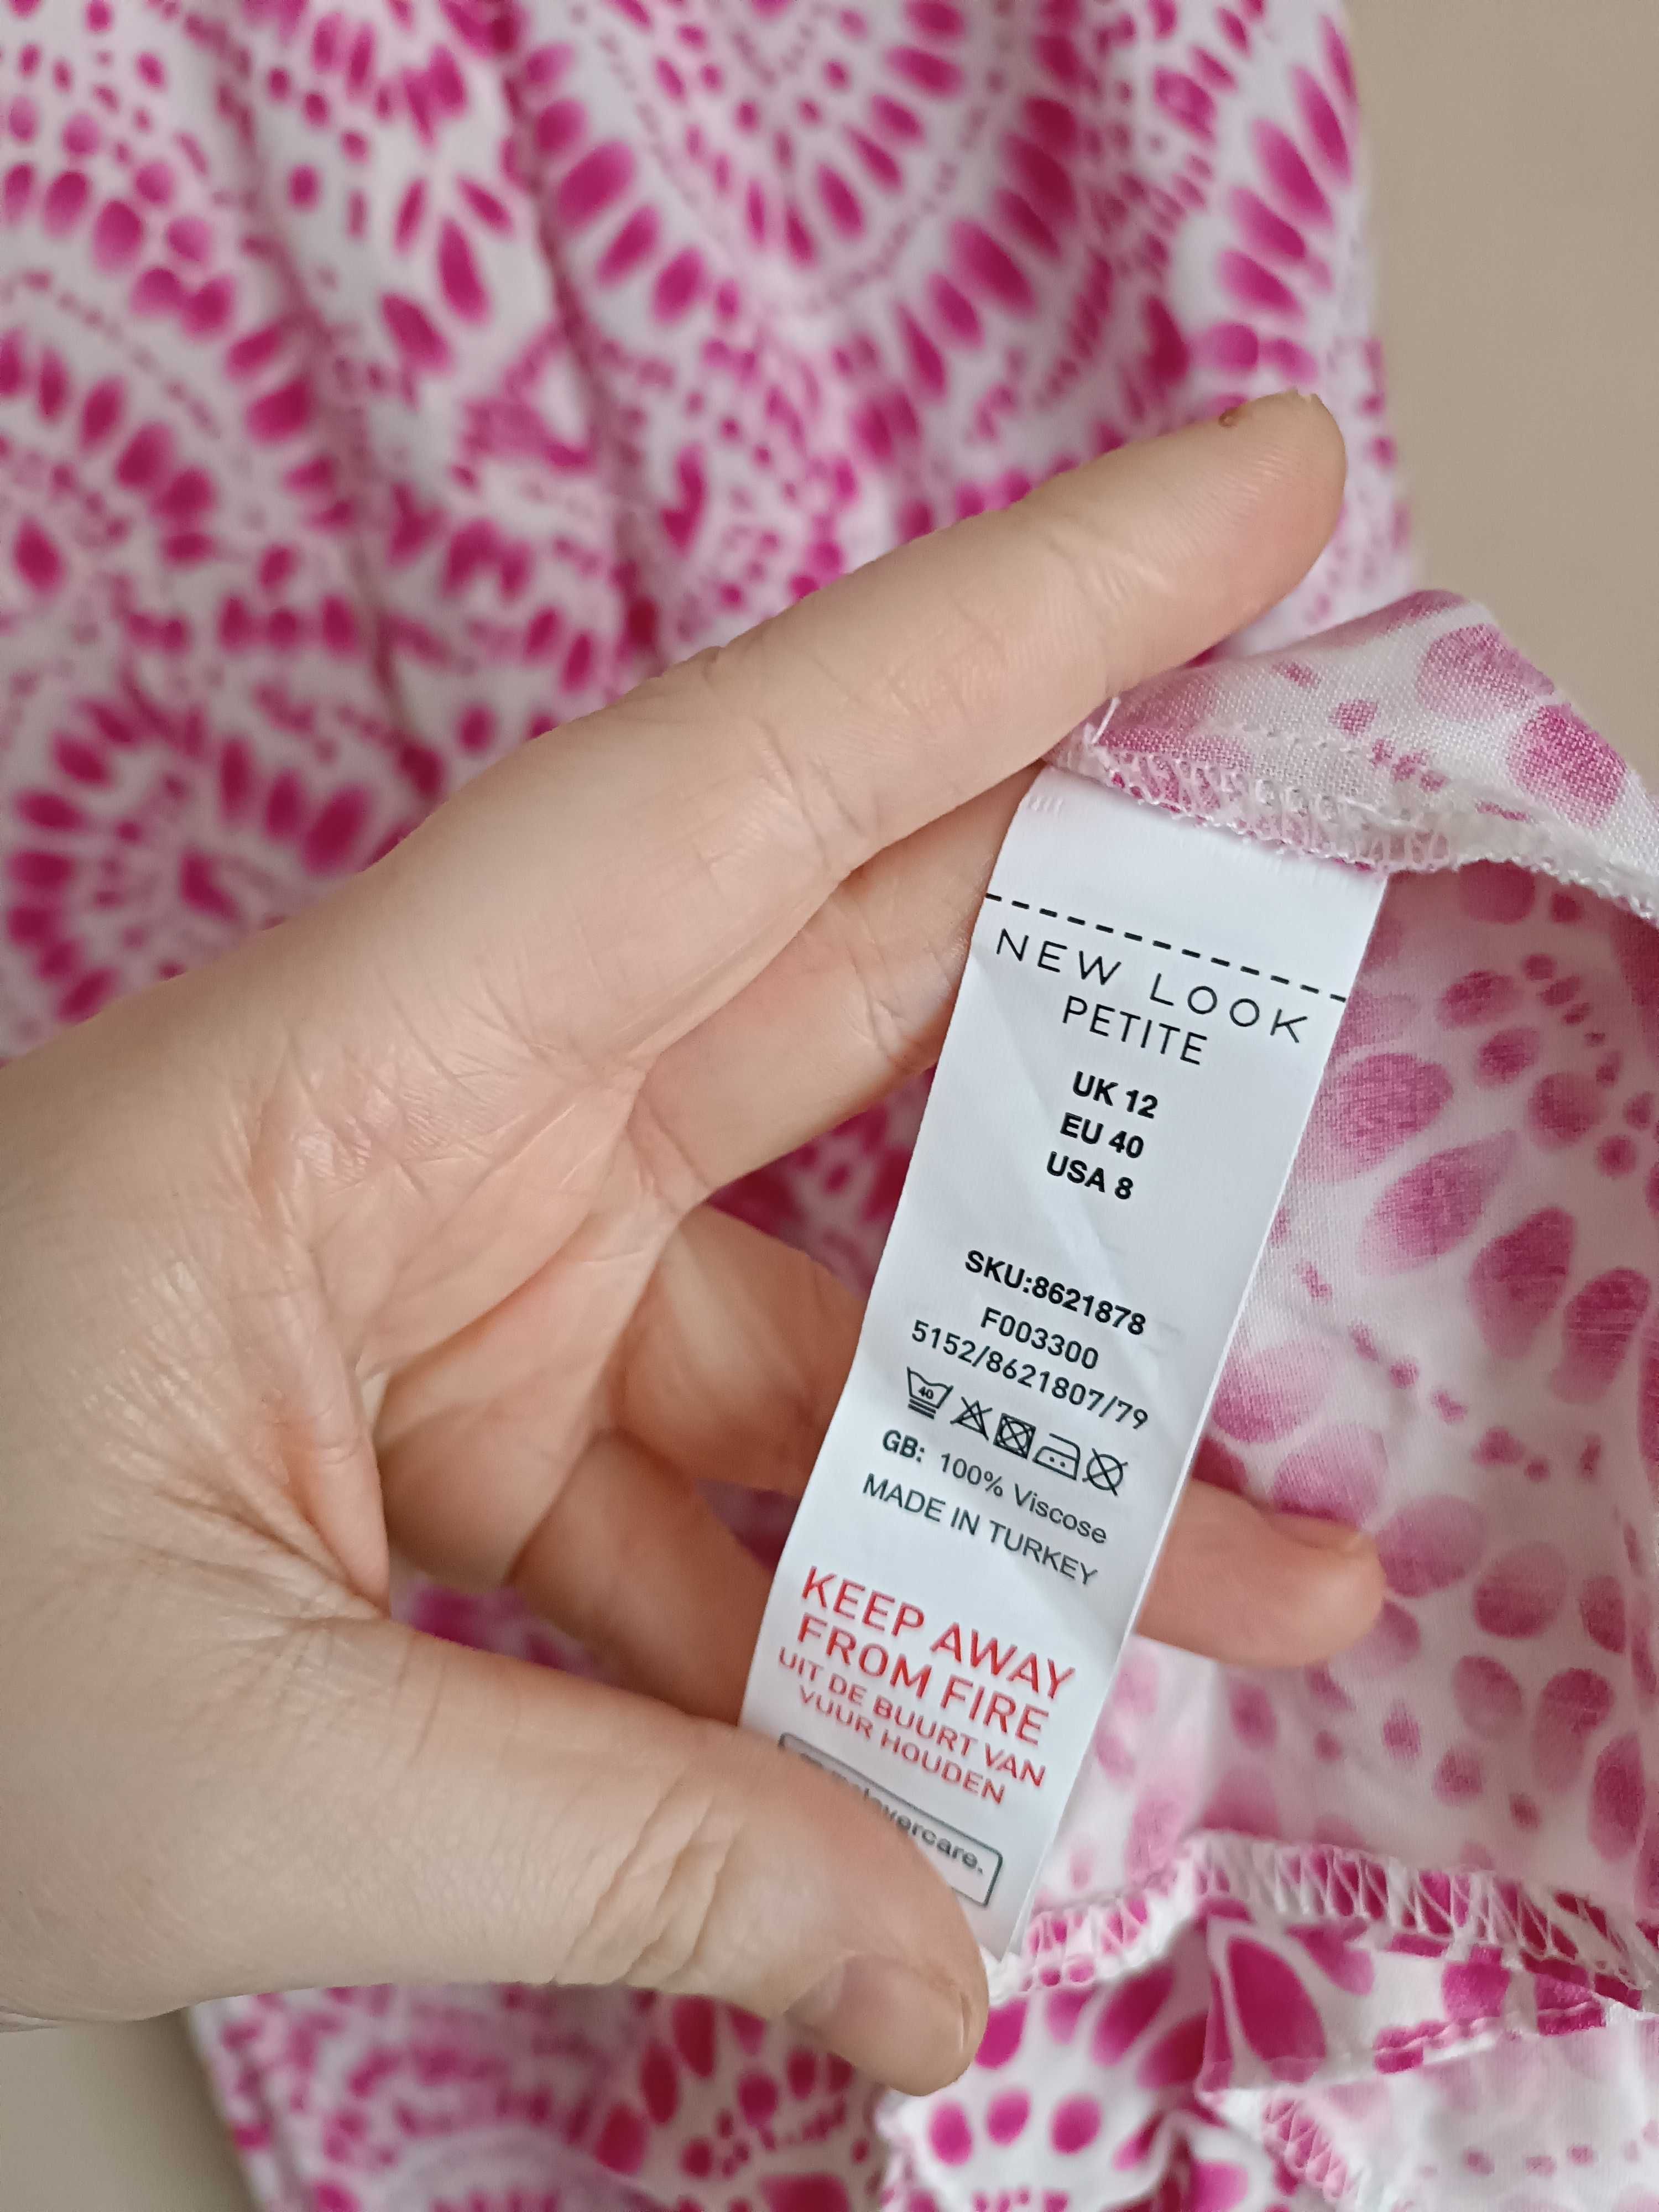 NEW LOOK
PETITE
UK 12
EU 40
USA 8
SKU:8621878
F003300
5152/8621807/79
40
GB: 100% Viscose
MADE IN TURKEY
KEEP AWAY
FROM FIRE
UIT DE BUURT VAN
VUUR HOUDEN